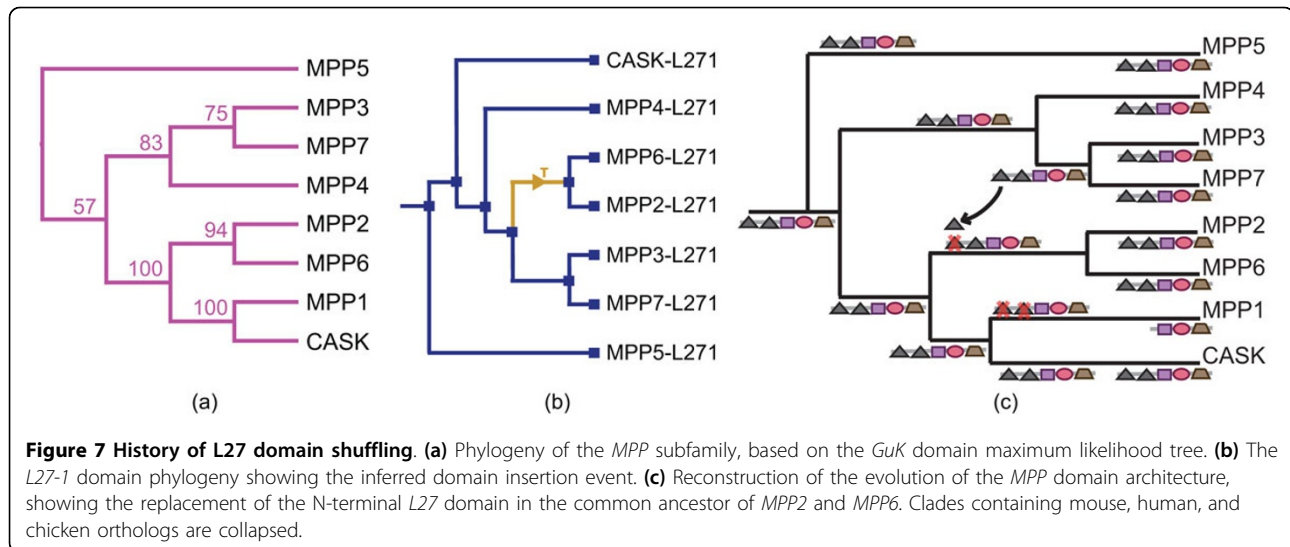 MPP5
MPP3
75
MPP7
83
MPP4
57
MPP2
94
MPP6
100
MPP1
100
CASK
(a)
CASK-L271
MPP4-L271
T
MPP6-L271
MPP2-L271
MPP3-L271
MPP7-L271
MPP5-L271
(b)
MPP5
MPP4
MPP3
MPP7
MPP2
MPP6
MPP1
CASK
(c)
Figure 7 History of L27 domain shuffling. (a) Phylogeny of the MPP subfamily, based on the GuK domain maximum likelihood tree. (b) The
L27-1 domain phylogeny showing the inferred domain insertion event. (c) Reconstruction of the evolution of the MPP domain architecture,
showing the replacement of the N-terminal L27 domain in the common ancestor of MPP2 and MPP6. Clades containing mouse, human, and
chicken orthologs are collapsed.